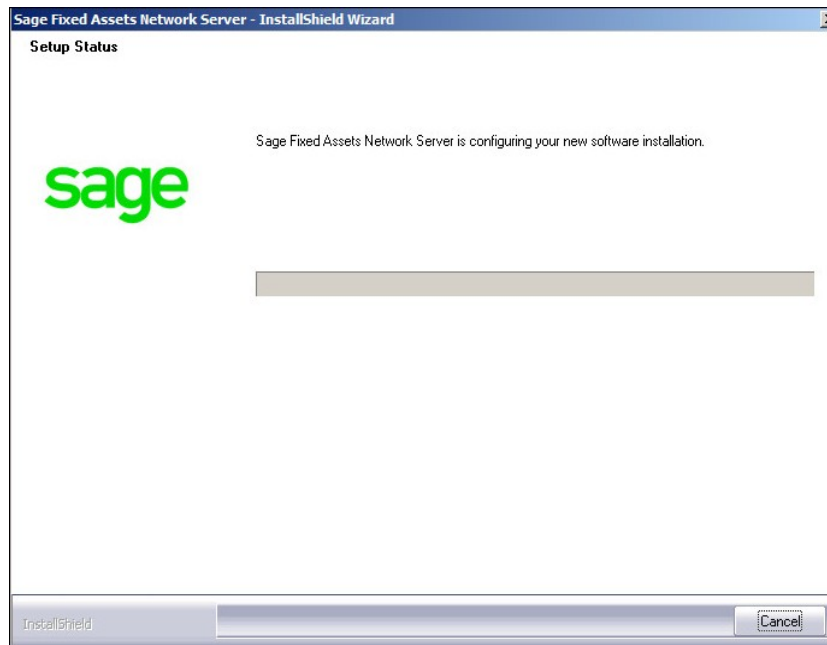 Sage Fixed Assets Network Server - InstallShield Wizard
Setup Status
Sage Fixed Assets Network Server is configuring your new software installation.
sage
InstallShield
Cancel